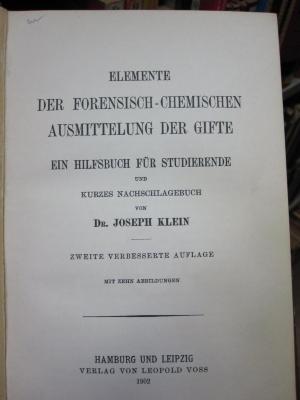 ELEMENTE
DER FORENSISCH-CHEMISCHEN
AUSMITTELUNG DER GIFTE
EIN HILFSBUCH FÜR STUDIERENDE
UND
KURZES NACHSCHLAGEBUCH
VON
DR. JOSEPH KLEIN
ZWEITE VERBESSERTE AUFLAGE
MIT ZEHN ABBILDUNGEN
HAMBURG UND LEIPZIG
VERLAG VON LEOPOLD VOSS
1902